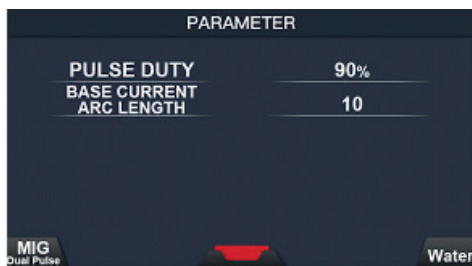 PARAMETER
PULSE DUTY 90%
BASE CURRENT
ARC LENGTH 10
MIG
Dual Pulse
Water